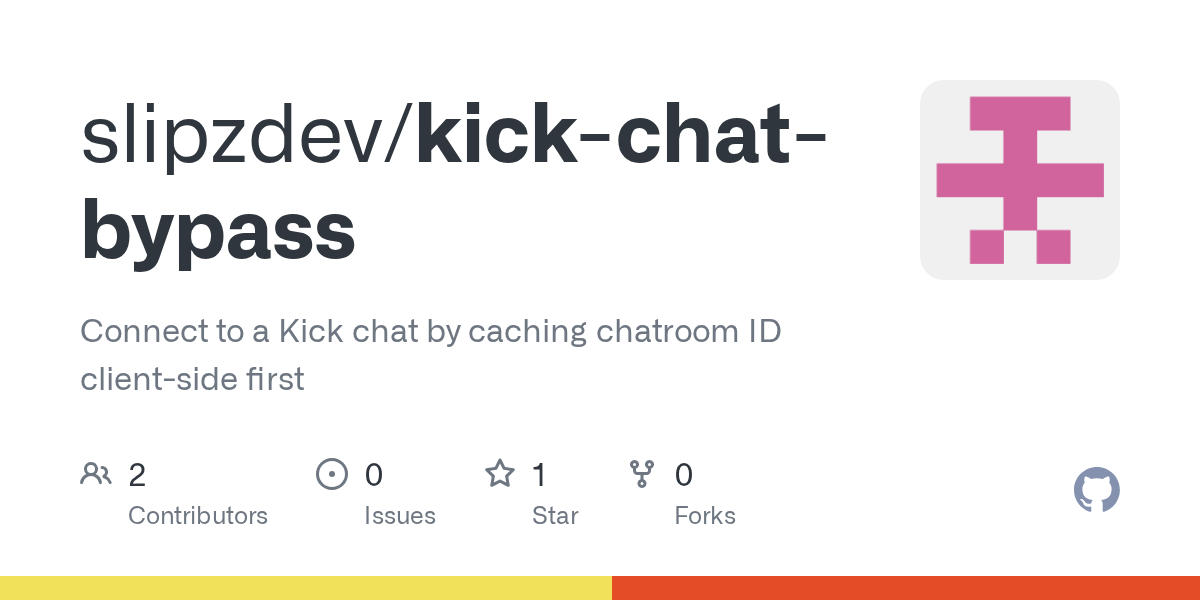 slipzdev/kick-chat-
bypass
Connect to a Kick chat by caching chatroom ID
client-side first
2 0 1 0
Contributors Issues Star Forks